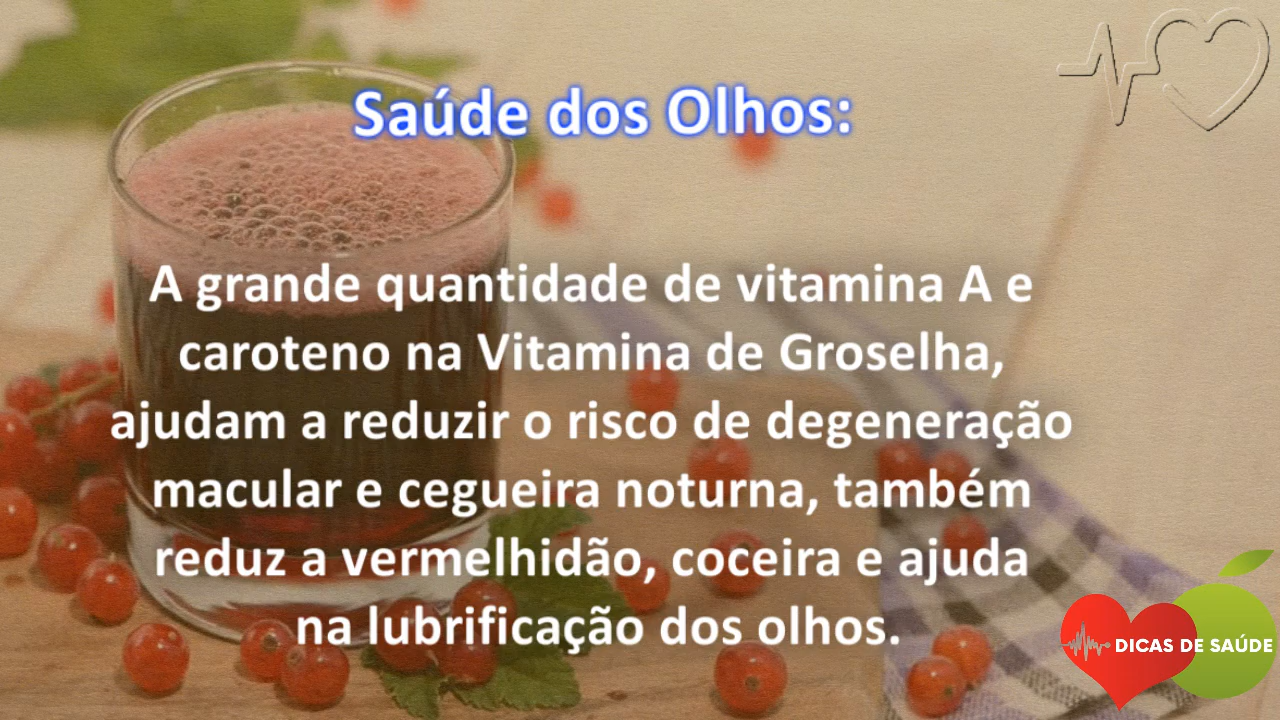 Saúde dos Olhos:
A grande quantidade de vitamina A e
caroteno na Vitamina de Groselha,
ajudam a reduzir o risco de degeneração
macular e cegueira noturna, também
reduz a vermelhidão, coceira e ajuda
na lubrificação dos olhos.
DICAS DE SAÚDE